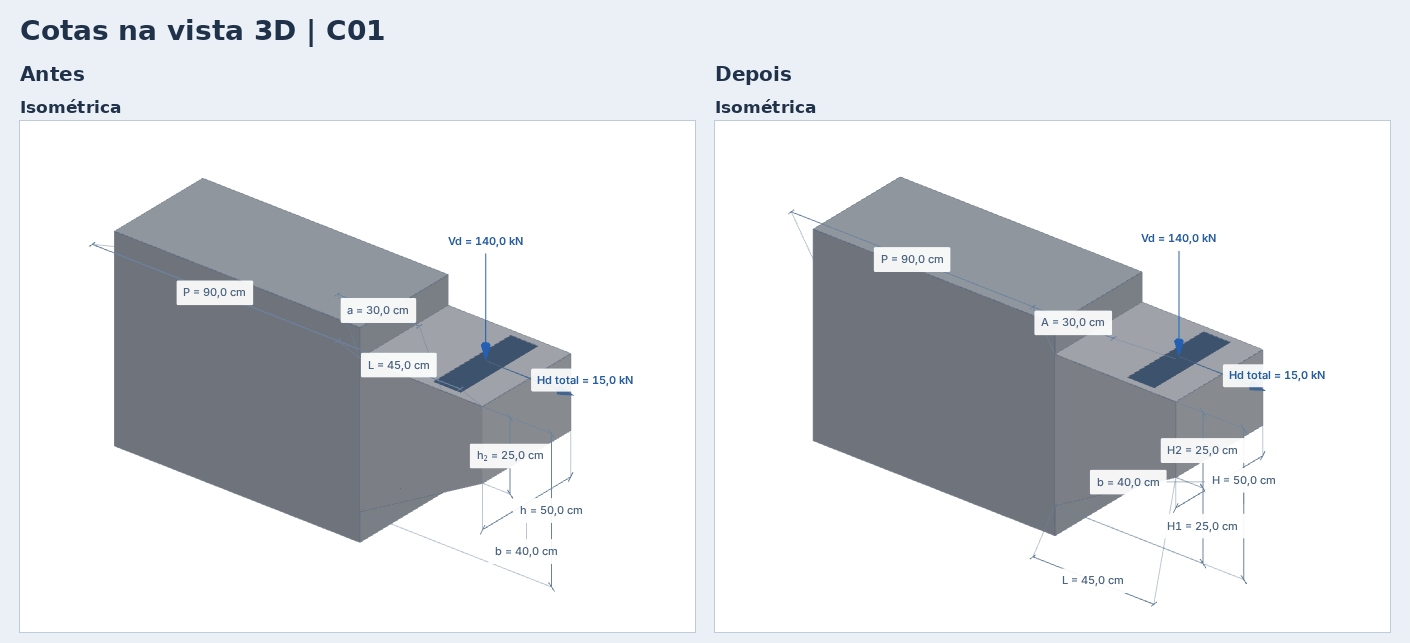 Cotas na vista 3D | C01
Antes
Isométrica
Vd = 140,0 kN
P = 90,0 cm
a = 30,0 cm
L = 45,0 cm
Hd total = 15,0 kN
h₂ = 25,0 cm
h = 50,0 cm
b = 40,0 cm
Depois
Isométrica
Vd = 140,0 kN
P = 90,0 cm
A = 30,0 cm
Hd total = 15,0 kN
H2 = 25,0 cm
b = 40,0 cm
H = 50,0 cm
H1 = 25,0 cm
L = 45,0 cm